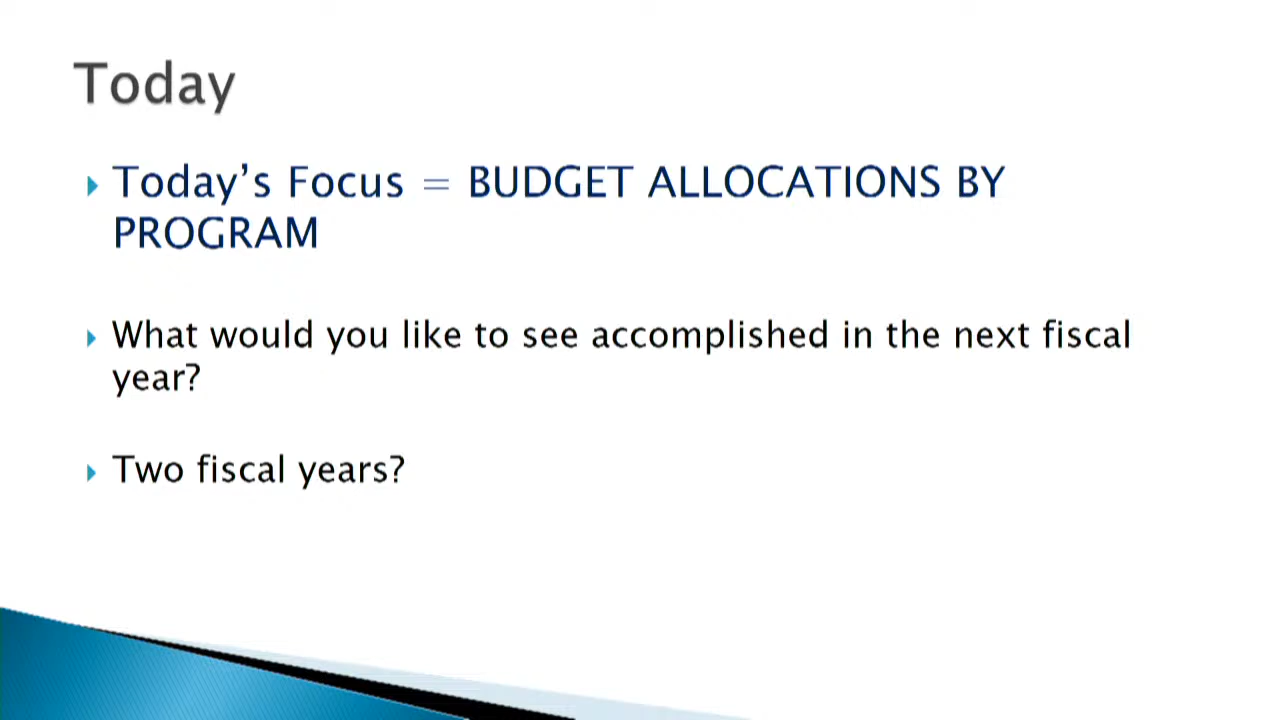 Today
Today’s Focus = BUDGET ALLOCATIONS BY
PROGRAM
What would you like to see accomplished in the next fiscal
year?
Two fiscal years?